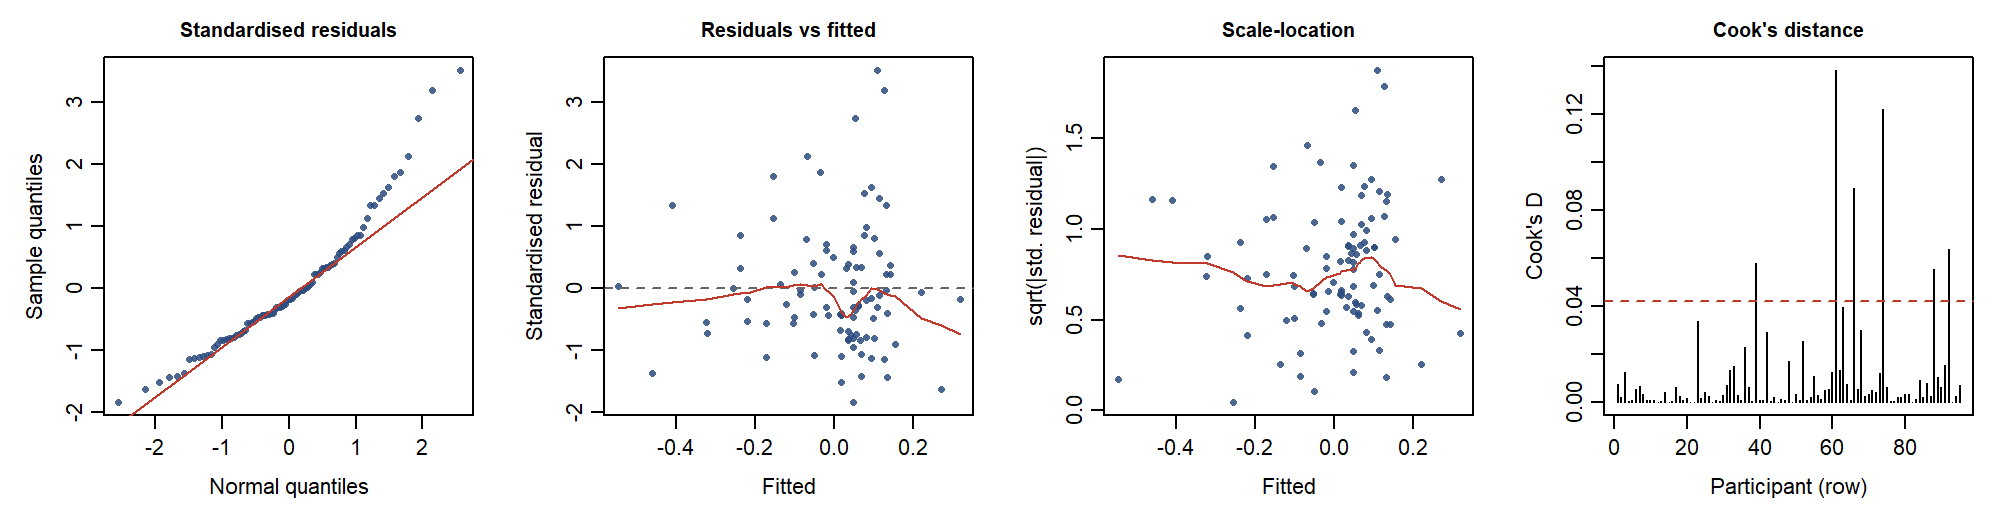 Standardised residuals
Sample quantiles
3
2
1
0
-1
-2
-2 -1 0 1 2
Normal quantiles
Residuals vs fitted
Standardised residual
3
2
1
0
-1
-2
-0.4 -0.2 0.0 0.2
Fitted
Scale-location
sqrt(|std. residual|)
1.5
1.0
0.5
0.0
-0.4 -0.2 0.0 0.2
Fitted
Cook's distance
Cook's D
0.12
0.08
0.04
0.00
0 20 40 60 80
Participant (row)